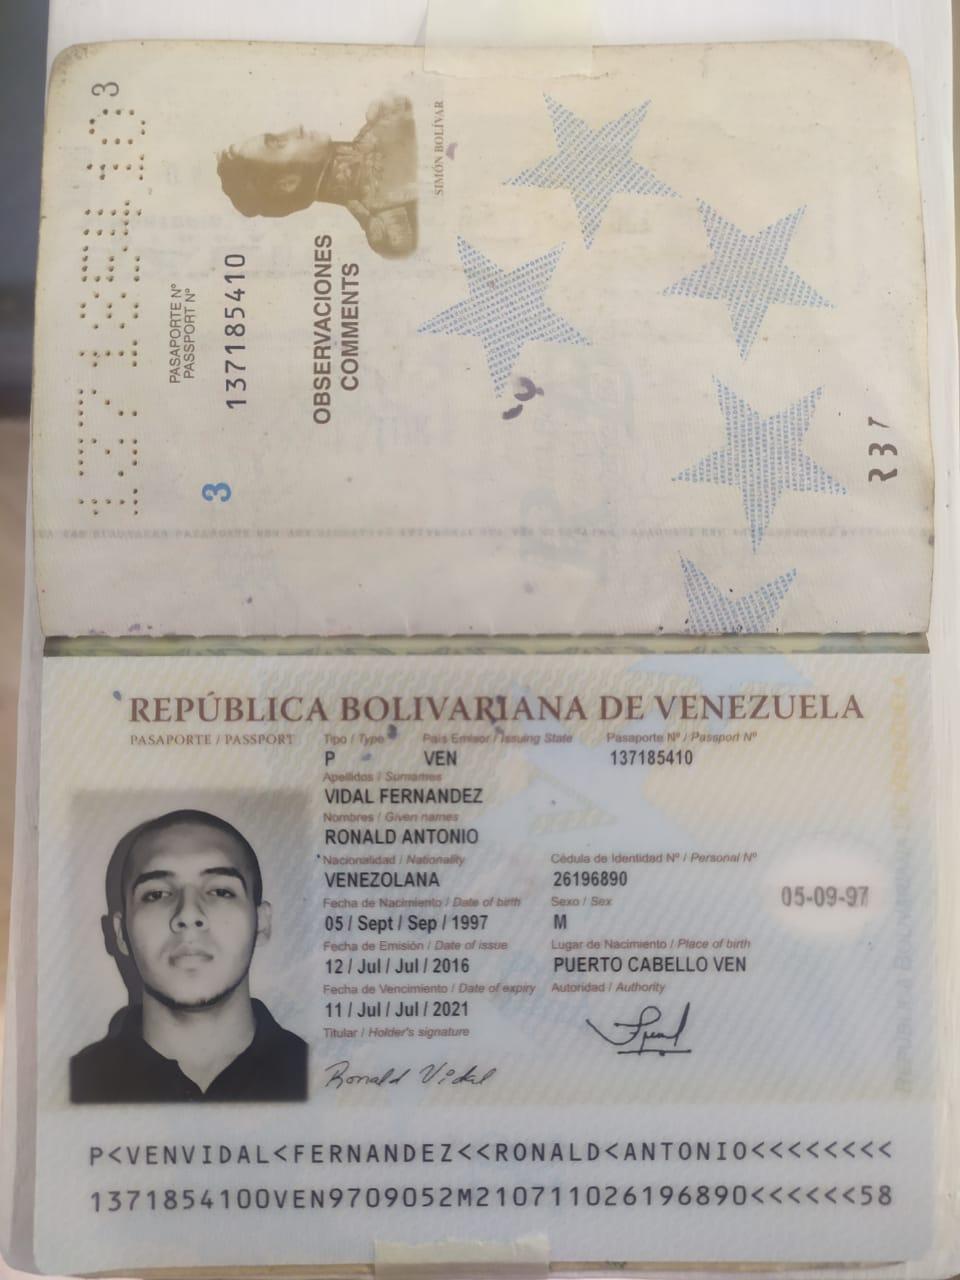 3
PASAPORTE Nº
PASSPORT Nº
137185410
OBSERVACIONES
COMMENTS
SIMÓN BOLÍVAR
3
REPÚBLICA BOLIVARIANA DE VENEZUELA
PASAPORTE / PASSPORT
Tipo / Type País Emisor / Issuing State Pasaporte Nº / Passport Nº
P VEN 137185410
Apellidos / Surnames
VIDAL FERNANDEZ
Nombres / Given names
RONALD ANTONIO
Nacionalidad / Nationality Cédula de Identidad Nº / Personal Nº
VENEZOLANA 26196890
Fecha de Nacimiento / Date of birth Sexo / Sex
05 / Sept / Sep / 1997 M
05-09-97
Fecha de Emisión / Date of issue Lugar de Nacimiento / Place of birth
12 / Jul / Jul / 2016 PUERTO CABELLO VEN
Fecha de Vencimiento / Date of expiry Autoridad / Authority
11 / Jul / Jul / 2021
Titular / Holder's signature
Ronald Vidal
P<VENVIDAL<FERNANDEZ<<RONALD<ANTONIO<<<<<<<<
1371854100VEN9709052M210711026196890<<<<<<58